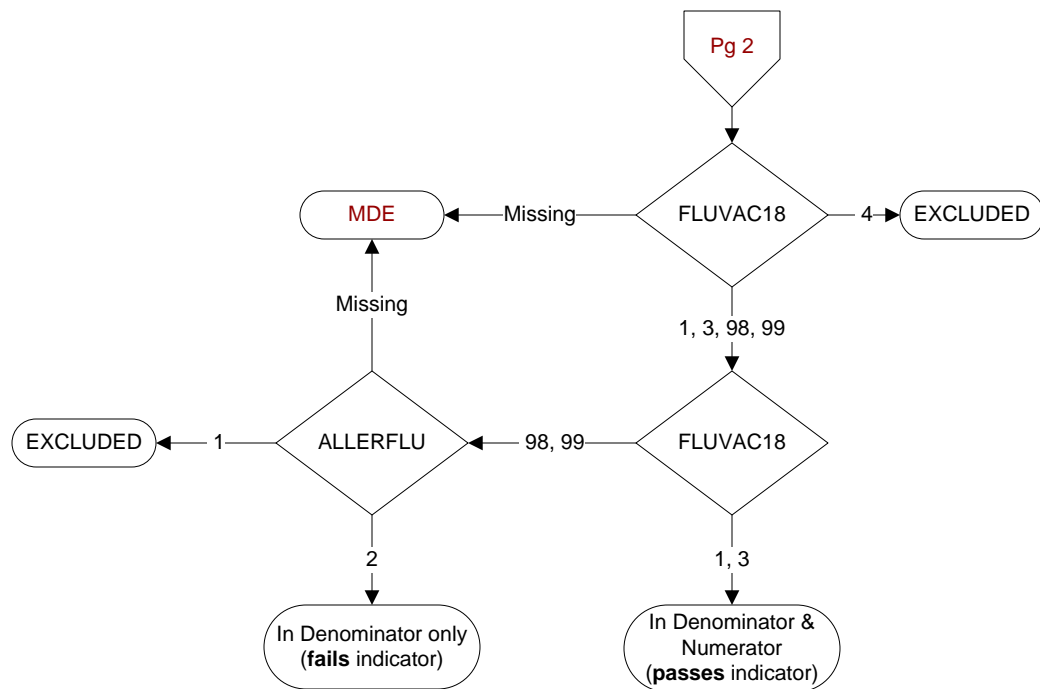 Pg 2
MDE
Missing
FLUVAC18
4
EXCLUDED
Missing
1, 3, 98, 99
EXCLUDED
1
ALLERFLU
98, 99
FLUVAC18
2
1, 3
In Denominator only
(fails indicator)
In Denominator &
Numerator
(passes indicator)